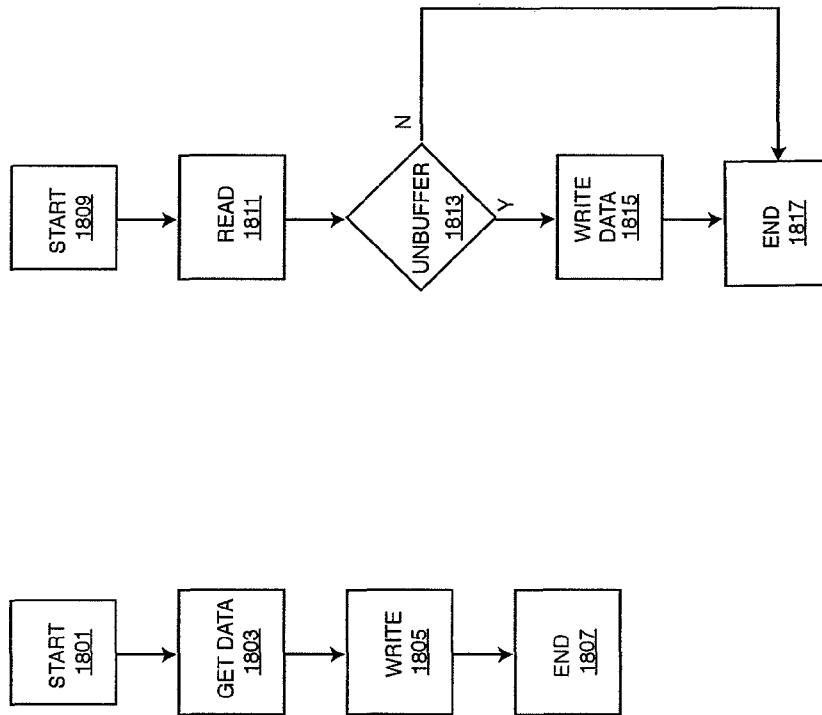 START
1801
GET DATA
1803
WRITE
1805
END
1807
START
1809
READ
1811
UNBUFFER
1813
N
Y
WRITE
DATA
1815
END
1817